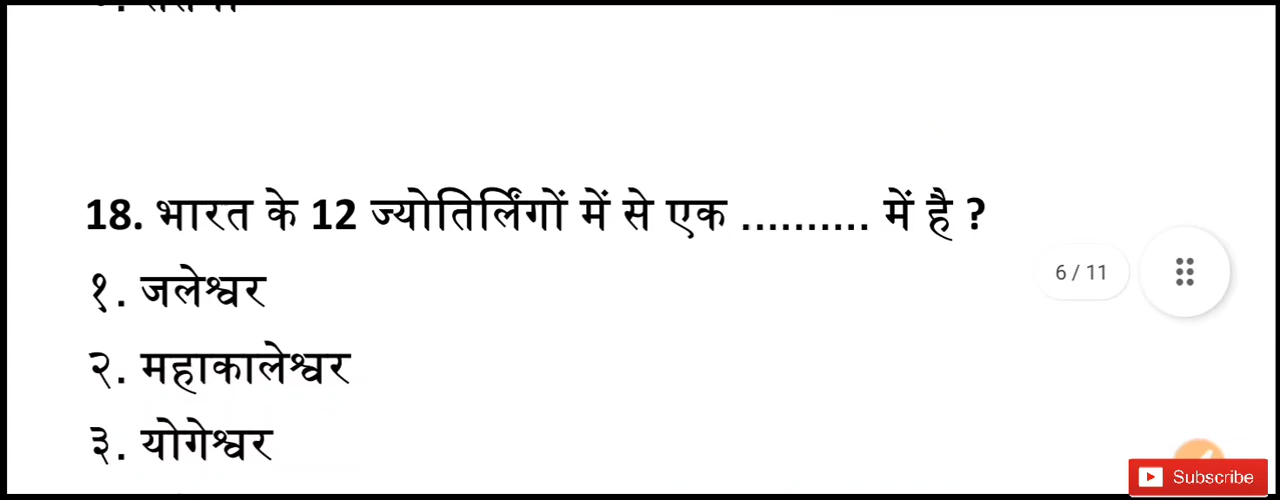 18. भारत के 12 ज्योतिर्लिंगों में से एक .......... में है ?
१. जलेश्वर
6 / 11
२. महाकालेश्वर
३. योगेश्वर
Subscribe